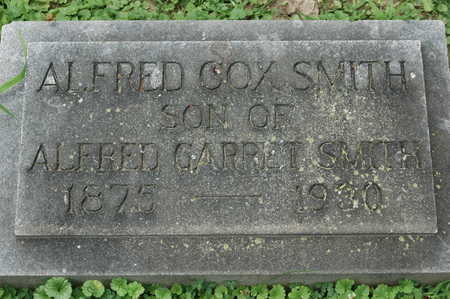 ALFRED COX SMITH
SON OF
ALFRED GARRET SMITH
1875 — 1930